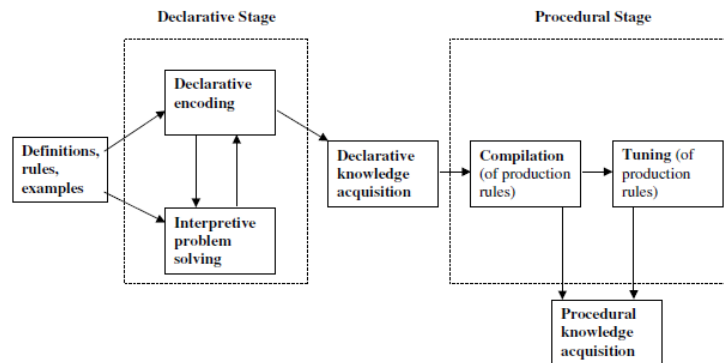 Declarative Stage
Procedural Stage
Declarative
encoding
Definitions,
rules,
examples
Interpretive
problem
solving
Declarative
knowledge
acquisition
Compilation
(of production
rules)
Tuning (of
production
rules)
Procedural
knowledge
acquisition